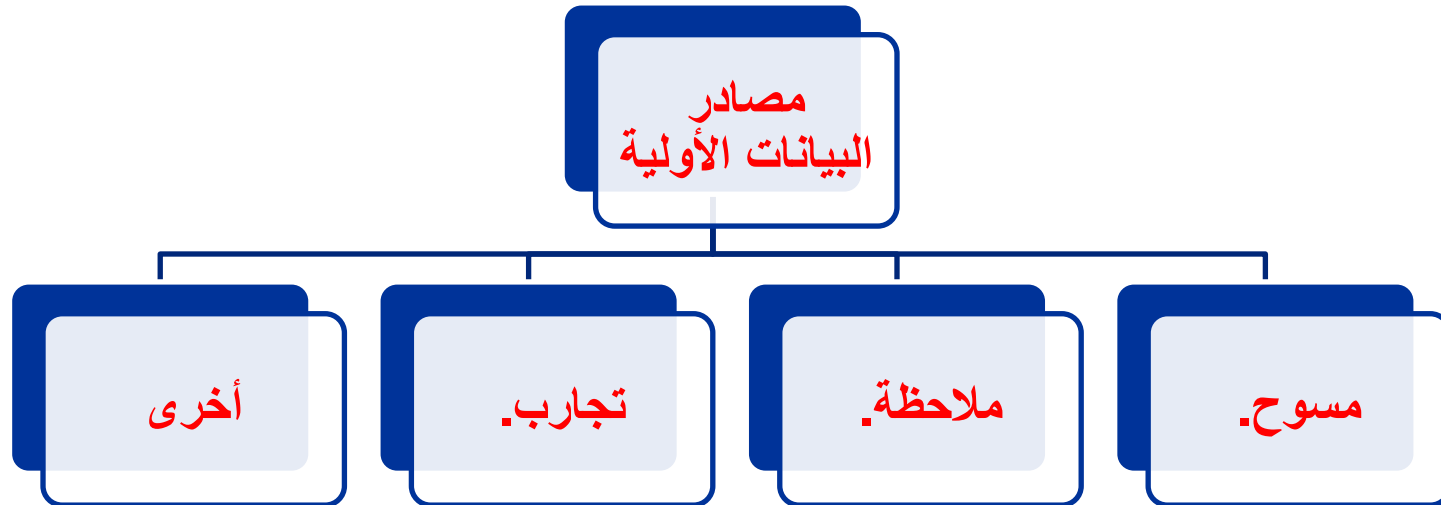 مصادر
البيانات الأولية
مسوح.
ملاحظة.
تجارب.
أخرى